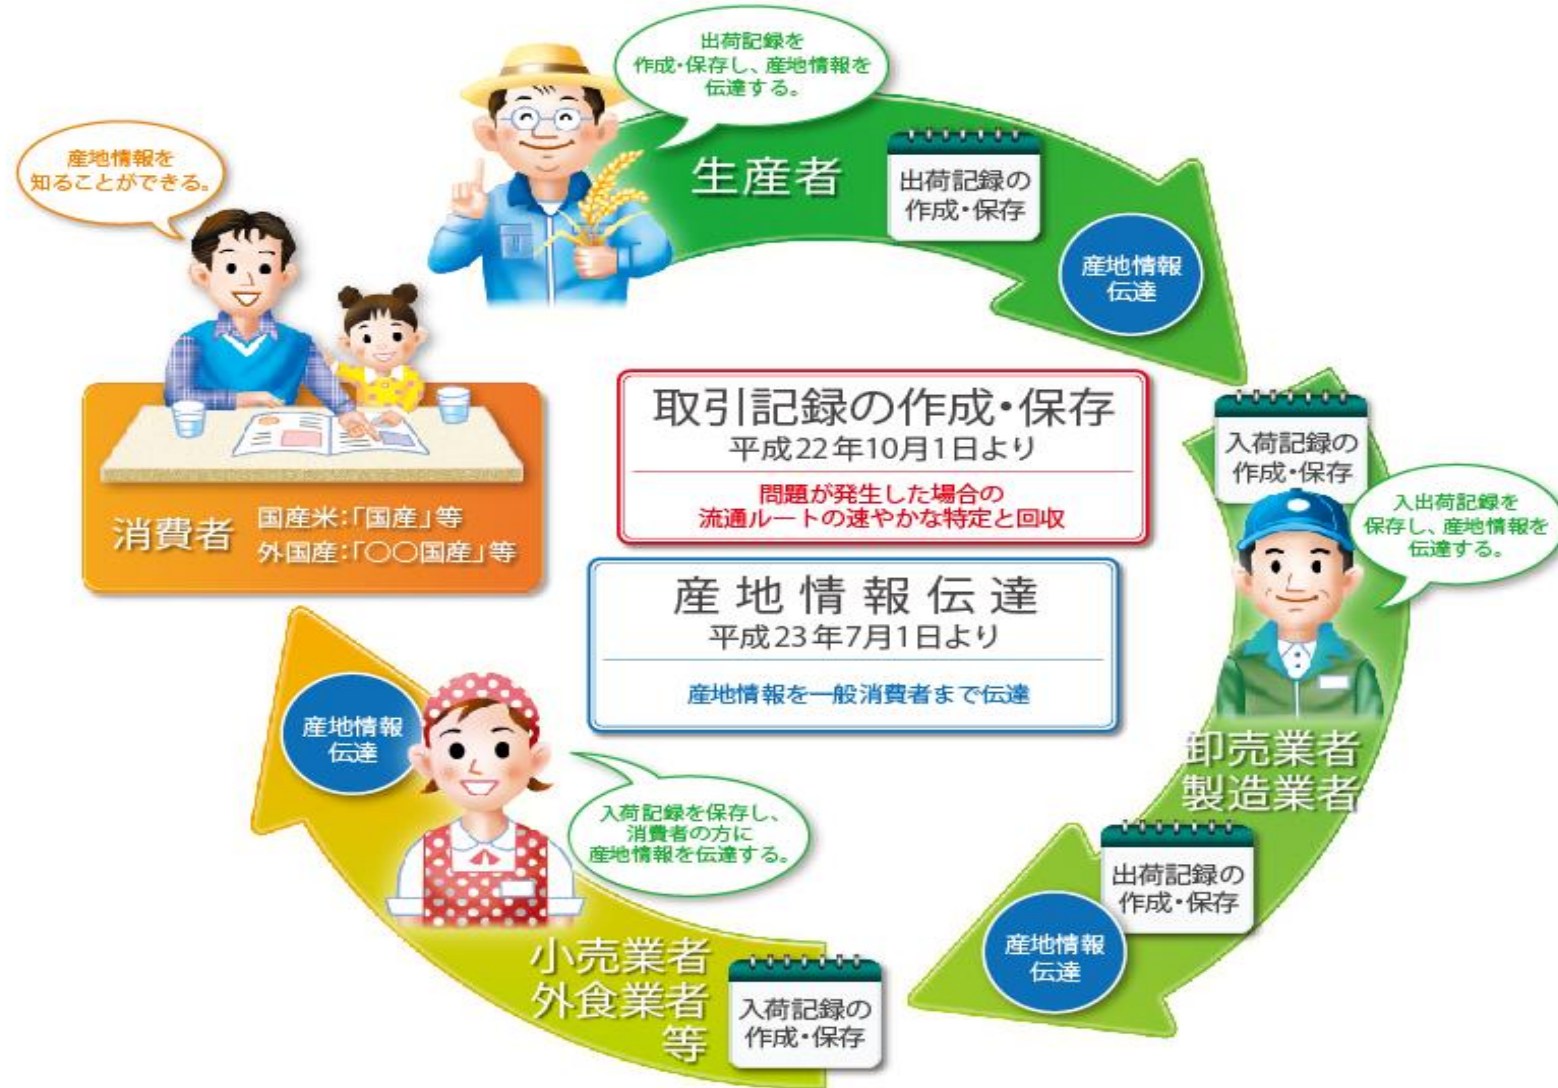 出荷記録を
作成・保存し、産地情報を
伝達する。
生産者
出荷記録の
作成・保存
産地情報
伝達
産地情報を
知ることができる。
消費者
国産米：「国産」等
外国産：「〇〇国産」等
取引記録の作成・保存
平成22年10月1日より
問題が発生した場合の
流通ルートの速やかな特定と回収
産地情報伝達
平成23年7月1日より
産地情報を一般消費者まで伝達
入荷記録の
作成・保存
入出荷記録を
保存し、産地情報を
伝達する。
卸売業者
製造業者
出荷記録の
作成・保存
産地情報
伝達
入荷記録の
作成・保存
小売業者
外食業者
等
入荷記録を保存し、
消費者の方に
産地情報を伝達する。
産地情報
伝達